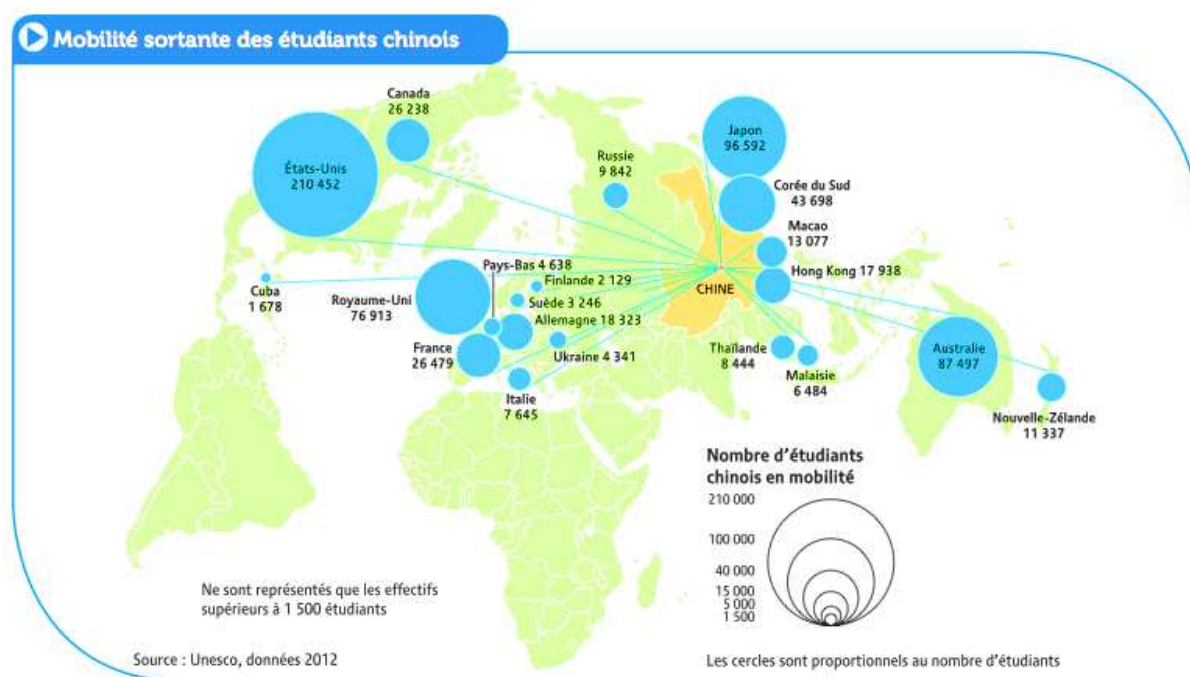 Mobilité sortante des étudiants chinois
Canada
26 238
États-Unis
210 452
Japon
96 592
Russie
9 842
Corée du Sud
43 698
Macao
13 077
Hong Kong 17 938
Pays-Bas 4 638
Finlande 2 129
CHINE
Cuba
1 678
Royaume-Uni
76 913
Suède 3 246
Allemagne 18 323
France
26 479
Ukraine 4 341
Thaïlande
8 444
Malaisie
6 484
Australie
87 497
Italie
7 645
Nouvelle-Zélande
11 337
Nombre d'étudiants
chinois en mobilité
210 000
100 000
40 000
15 000
5 000
1 500
Ne sont représentés que les effectifs
supérieurs à 1 500 étudiants
Source : Unesco, données 2012
Les cercles sont proportionnels au nombre d'étudiants